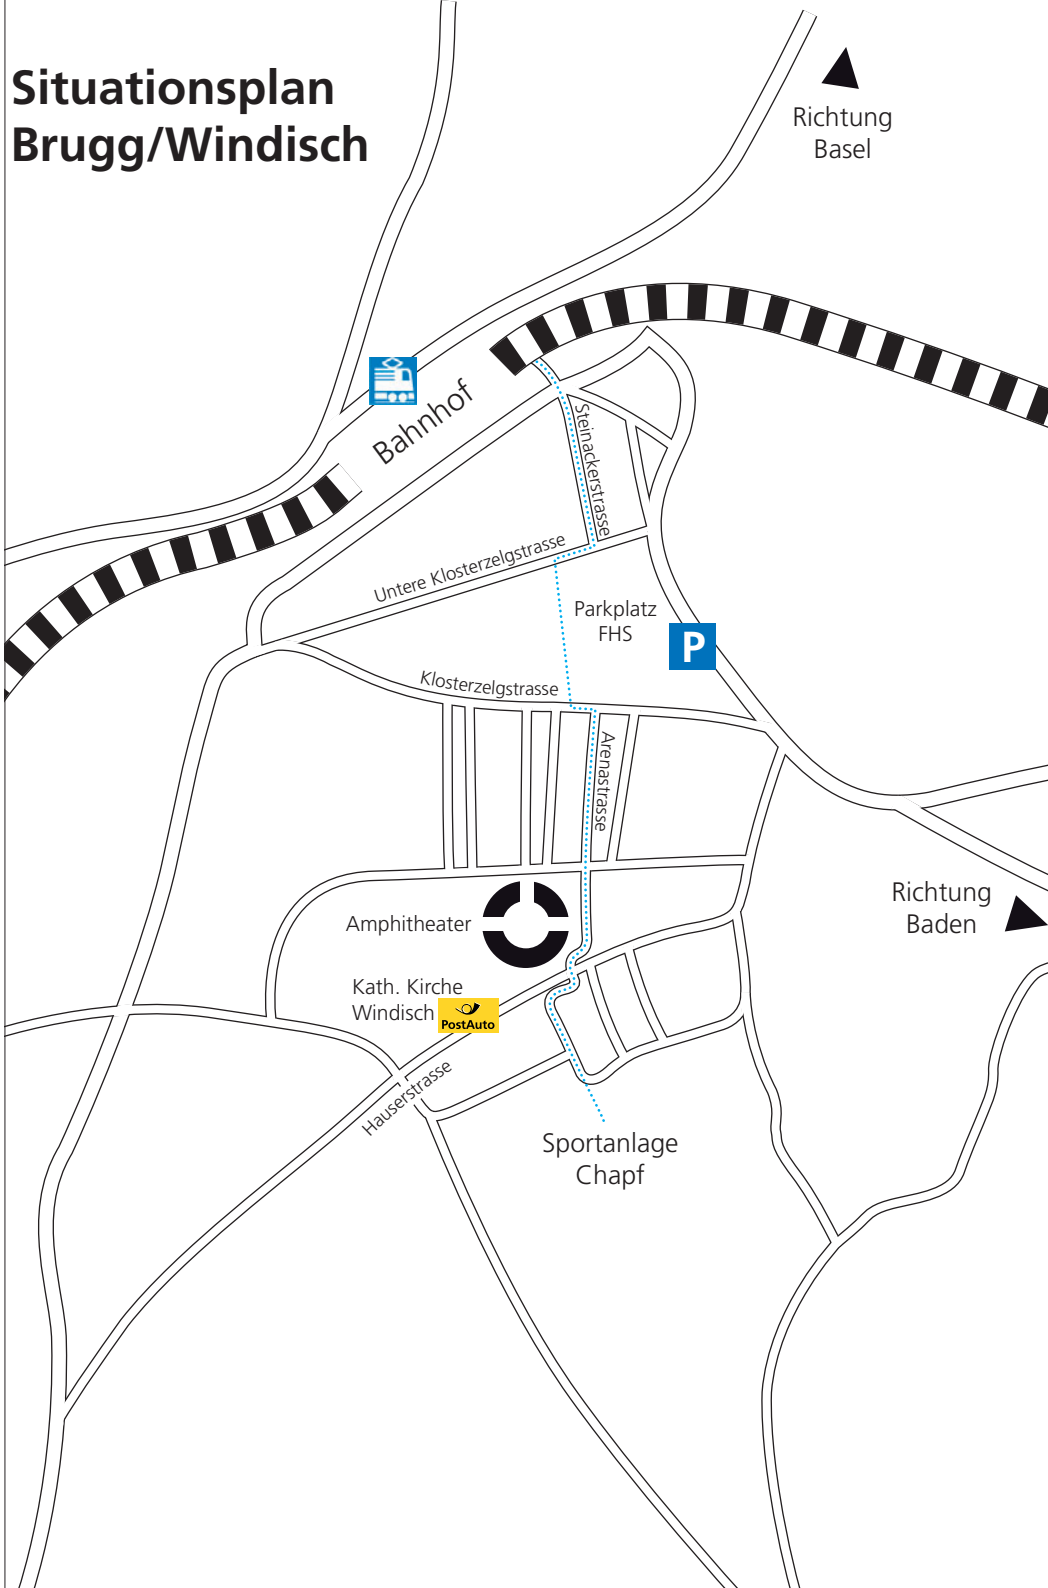 Situationsplan
Brugg/Windisch
Richtung
Basel
Bahnhof
Steinackerstrasse
Untere Klosterzelgstrasse
Parkplatz
FHS
P
Klosterzelgstrasse
Arenastrasse
Richtung
Baden
Amphitheater
Kath. Kirche
Windisch
PostAuto
Hauserstrasse
Sportanlage
Chapf